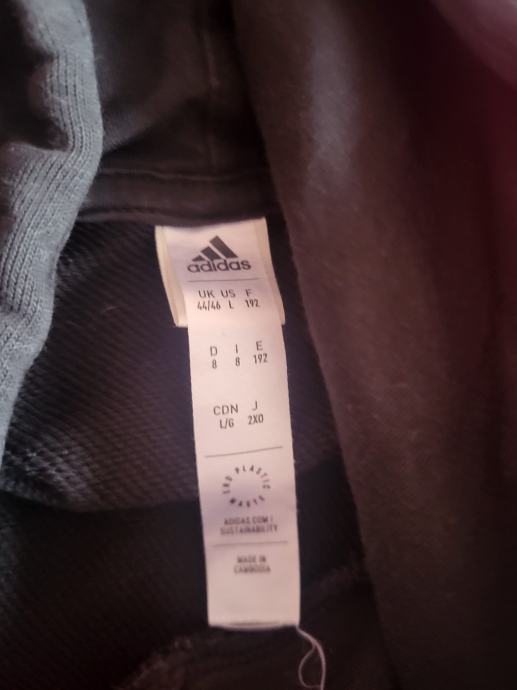 adidas
UK US F
44/46 L 192
D I E
8 8 192
CDN J
L/G 2XO
END PLASTIC WASTE
ADIDAS.COM/
SUSTAINABILITY
MADE IN
CAMBODIA